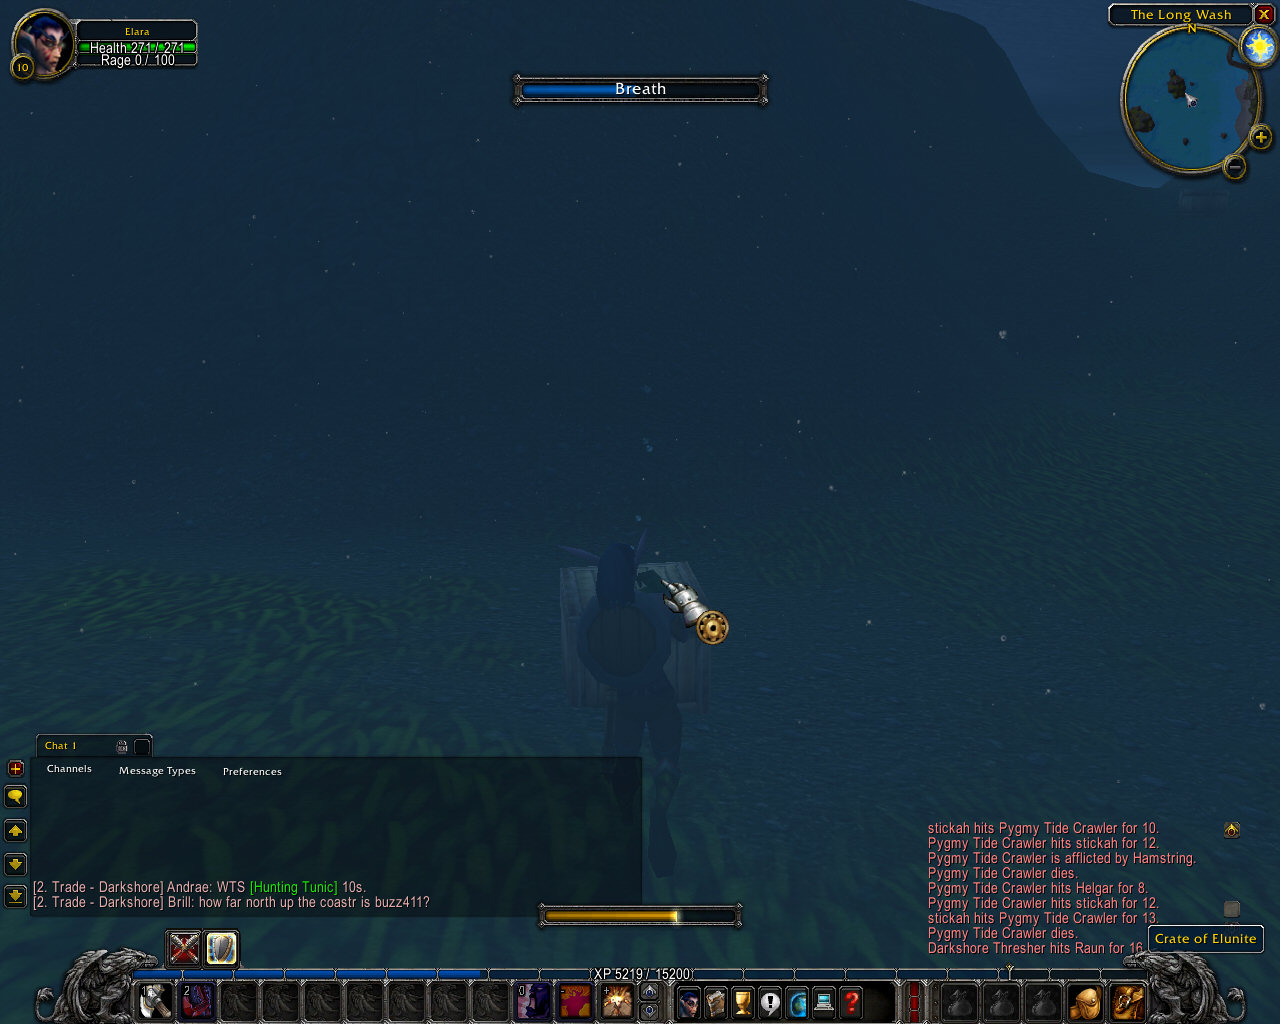 Elara
Health 271 / 271
Rage 0 / 100
10
Breath
The Long Wash
N
Chat 1
Channels
Message Types
Preferences
[2. Trade - Darkshore] Andrae: WTS [Hunting Tunic] 10s.
[2. Trade - Darkshore] Brill: how far north up the coastr is buzz411?
stickah hits Pygmy Tide Crawler for 10.
Pygmy Tide Crawler hits stickah for 12.
Pygmy Tide Crawler is afflicted by Hamstring.
Pygmy Tide Crawler dies.
Pygmy Tide Crawler hits Helgar for 8.
Pygmy Tide Crawler hits stickah for 12.
stickah hits Pygmy Tide Crawler for 13.
Pygmy Tide Crawler dies.
Darkshore Thresher hits Raun for 16
Crate of Elunite
XP 5219 / 15200
2
0
-
+